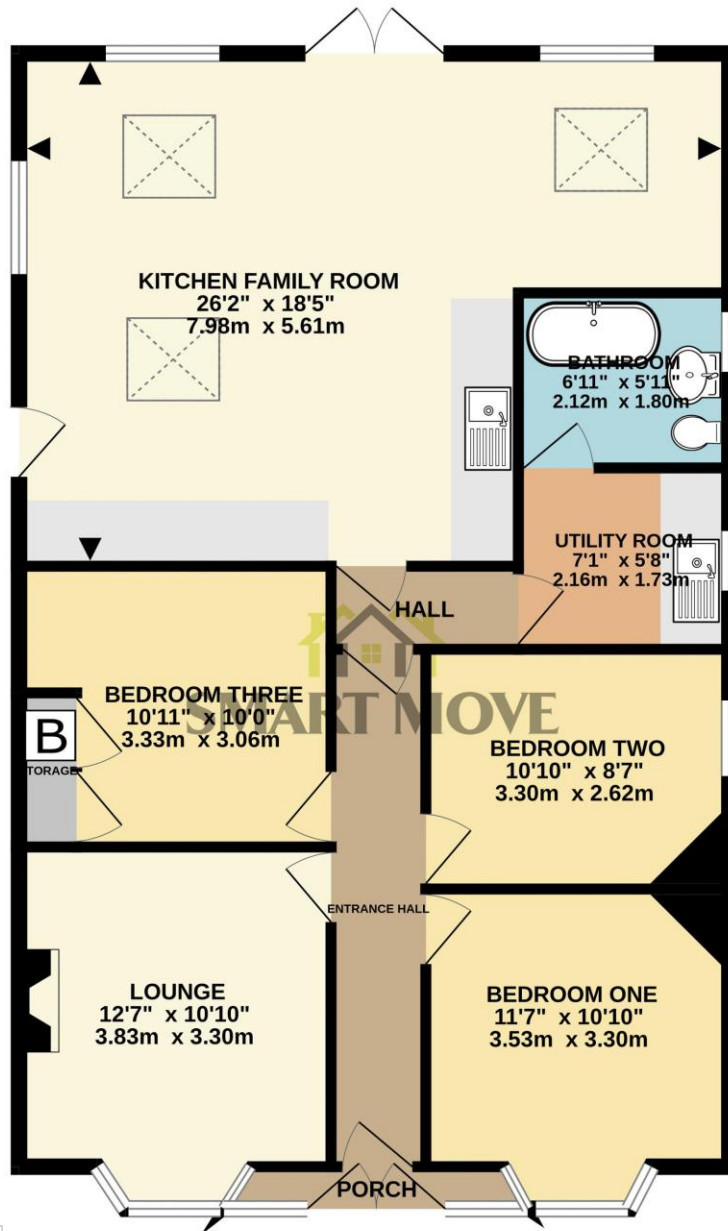 KITCHEN FAMILY ROOM
26'2" x 18'5"
7.98m x 5.61m
BATHROOM
6'11" x 5'11"
2.12m x 1.80m
UTILITY ROOM
7'1" x 5'8"
2.16m x 1.73m
HALL
SMART MOVE
BEDROOM THREE
10'11" x 10'0"
3.33m x 3.06m
B
TORAGE
BEDROOM TWO
10'10" x 8'7"
3.30m x 2.62m
ENTRANCE HALL
LOUNGE
12'7" x 10'10"
3.83m x 3.30m
BEDROOM ONE
11'7" x 10'10"
3.53m x 3.30m
PORCH